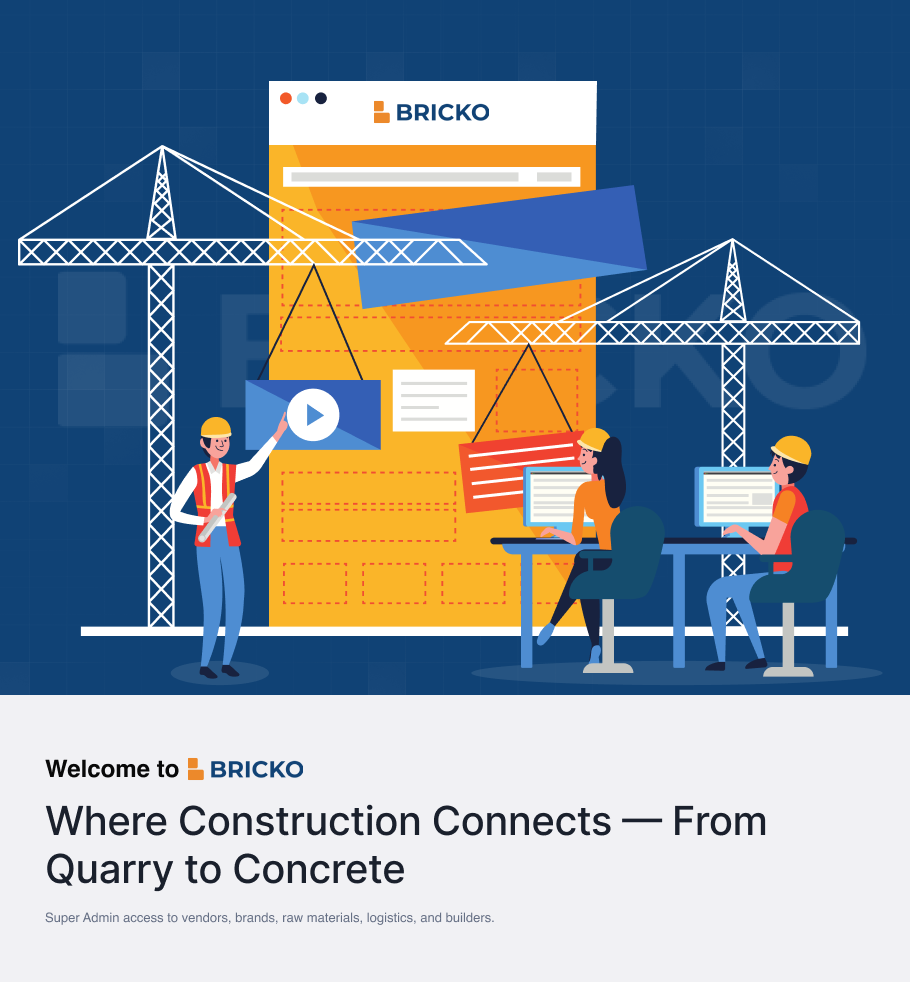 BRICKO
BRICKO
Welcome to BRICKO
Where Construction Connects — From
Quarry to Concrete
Super Admin access to vendors, brands, raw materials, logistics, and builders.